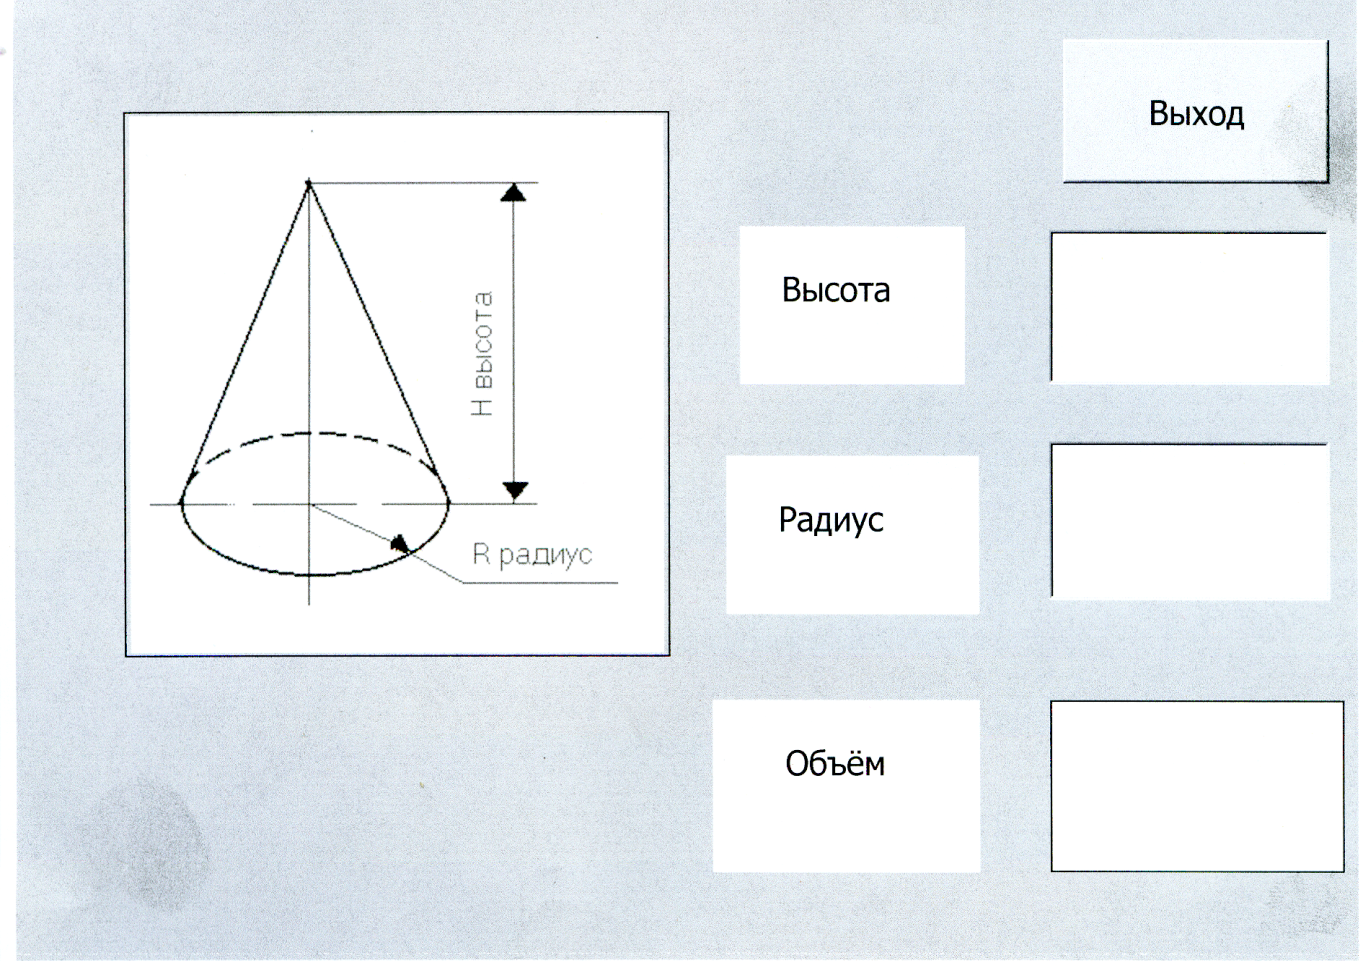 Выход
Высота
H высота
Радиус
R радиус
Объём